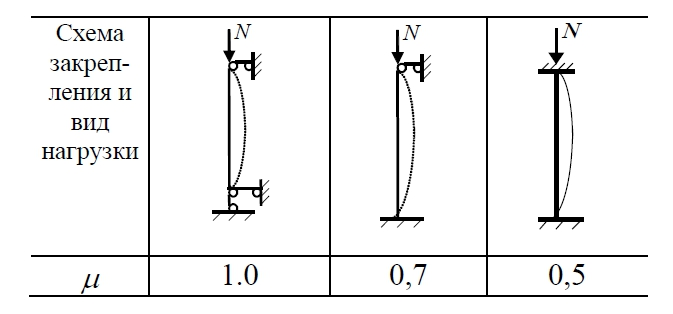 Схема
закреп-
ления и
вид
нагрузки
N
N
N
μ
1.0
0,7
0,5